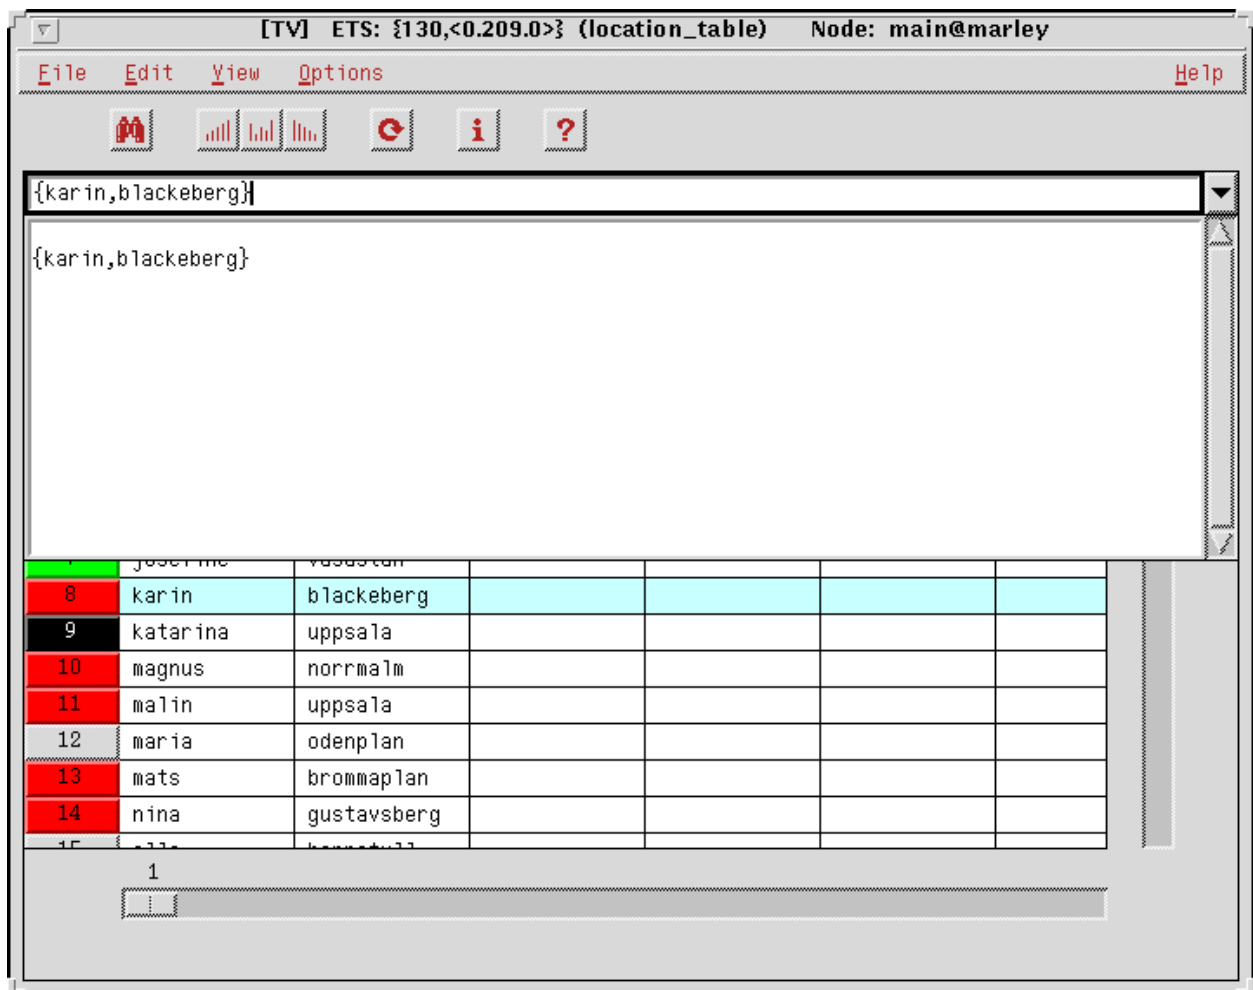 [TV] ETS: {130,<0.209.0>} (location_table) Node: main@marley
File Edit View Options Help
i ?
{karin,blackeberg}
{karin,blackeberg}
8 karin blackeberg
9 katarina uppsala
10 magnus norrmalm
11 malin uppsala
12 maria odenplan
13 mats brommaplan
14 nina gustavsberg
1